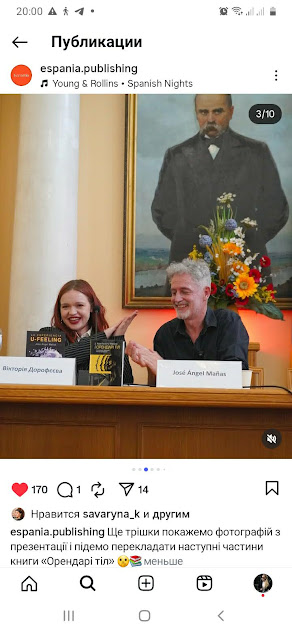 20:00
Публикации
espania.publishing
Young & Rollins • Spanish Nights
3/10
U-FEELING
Вікторія Дорофєєва
José Ángel Mañas
170
1
14
Нравится savaryna_k и другим
espania.publishing Ще трішки покажемо фотографій з
презентації і підемо перекладати наступні частини
книги «Орендарі тіл» 🙂📚 меньше